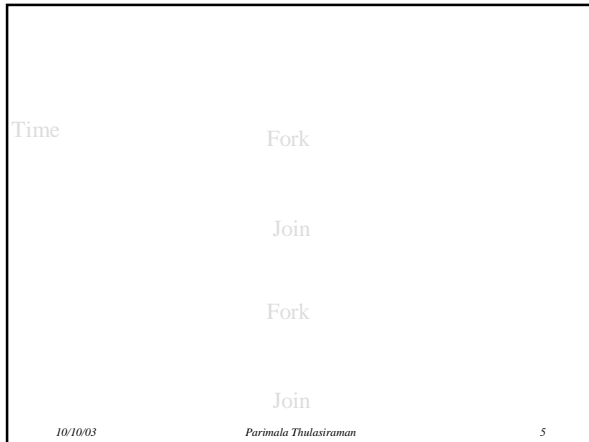 Time
Fork
Join
Fork
Join
10/10/03 Parimala Thulasiraman 5